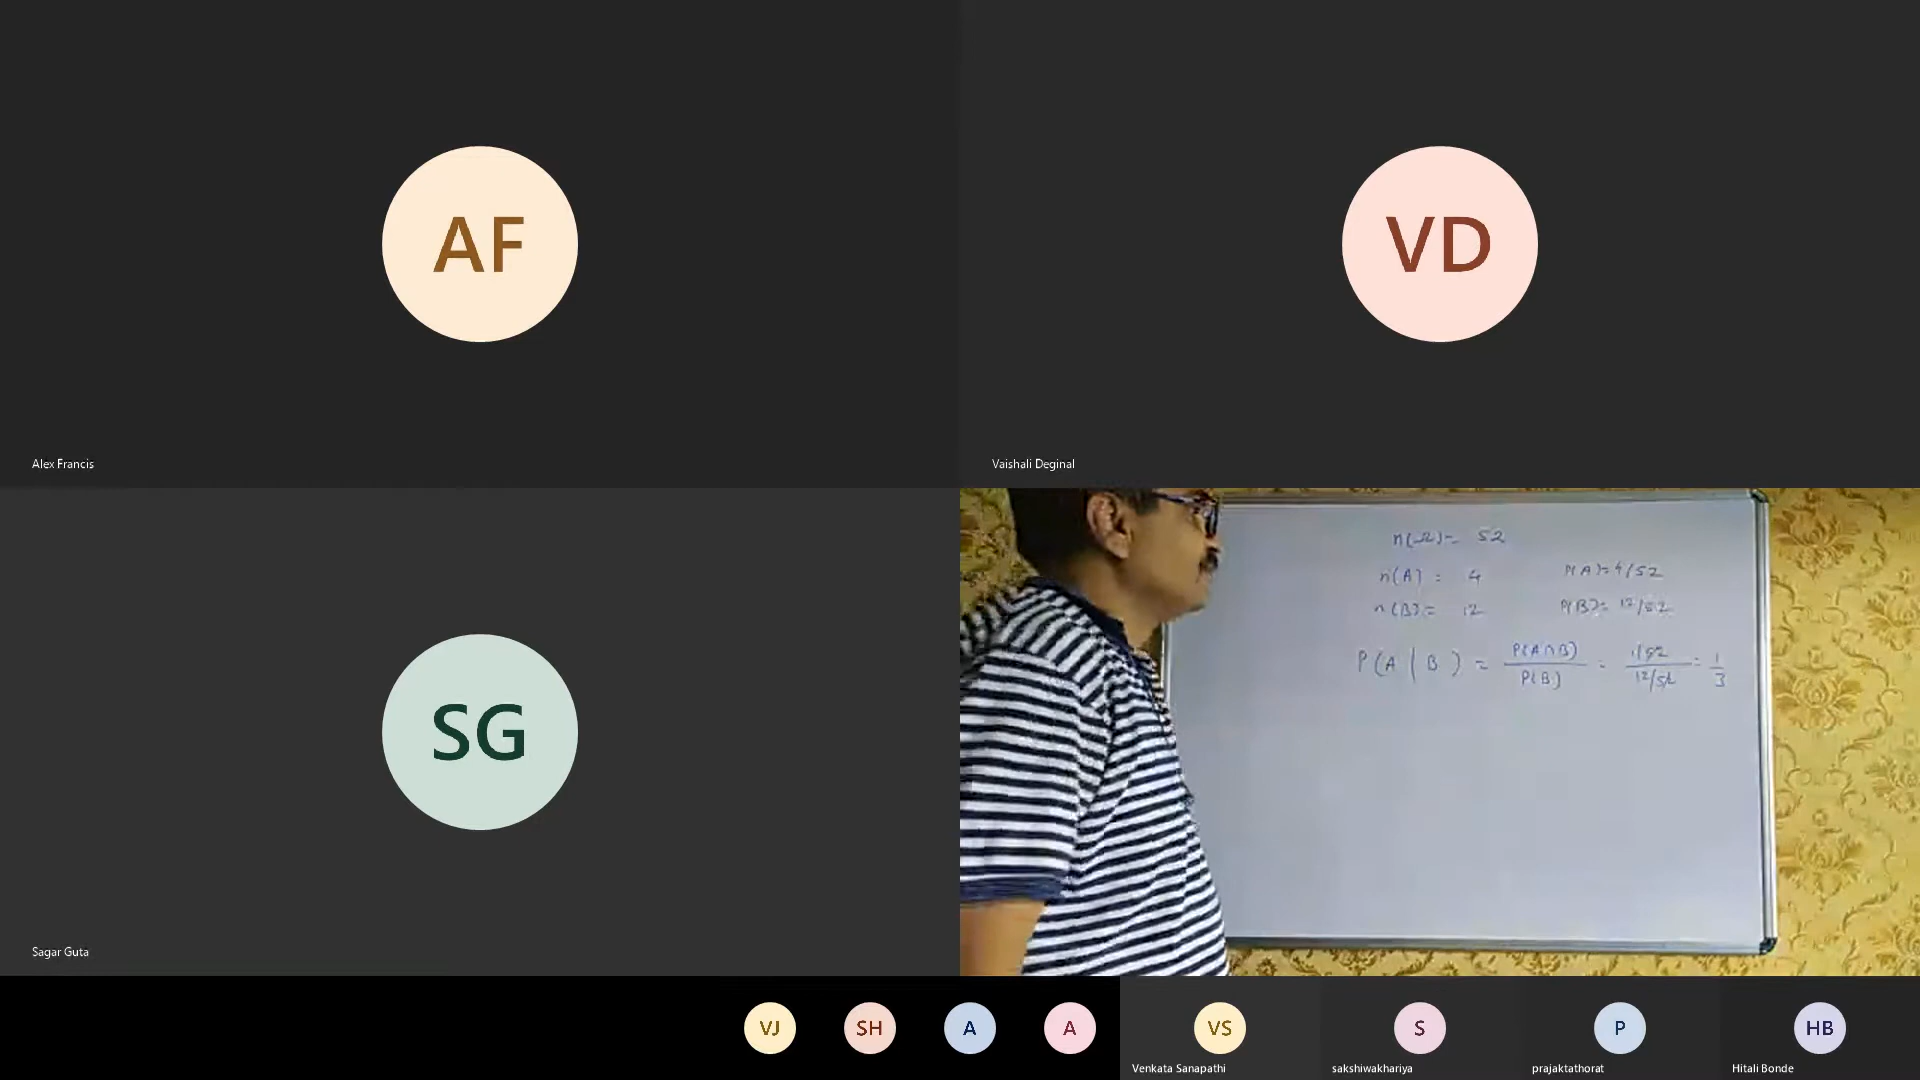 AF
Alex Francis
VD
Vaishali Deginal
SG
Sagar Guta
n(Ω)= 52
n(A) = 4 P(A)=4/52
n(B)= 12 P(B)= 12/52
P(A | B) = P(A∩B) / P(B) = 1/52 / 12/52 = 1/3
VJ SH A A VS S P HB
Venkata Sanapathi sakshiwakhariya prajaktathorat Hitali Bonde